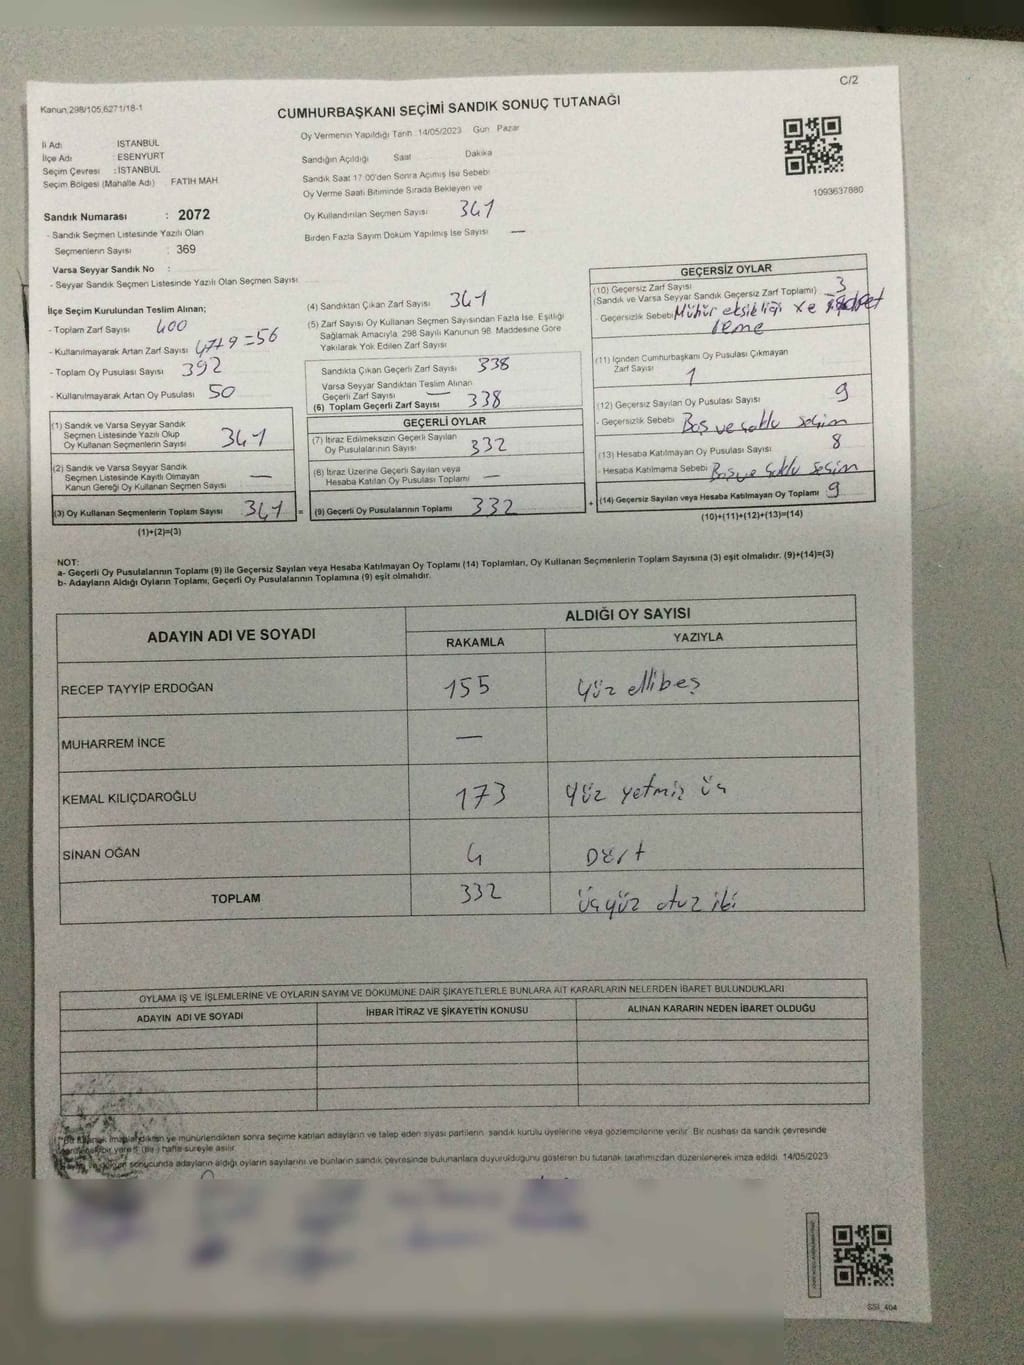 C/2
Kanun:298/105,6271/18-1
CUMHURBAŞKANI SEÇİMİ SANDIK SONUÇ TUTANAĞI
Oy Vermenin Yapıldığı Tarih :14/05/2023 Gün Pazar
İl Adı İSTANBUL
İlçe Adı : ESENYURT
Seçim Çevresi :İSTANBUL
Seçim Bölgesi (Mahalle Adı) FATİH MAH
Sandığın Açıldığı Saat Dakika
Sandık Saat 17:00'den Sonra Açılmış İse Sebebi
Oy Verme Saati Bitiminde Sırada Bekleyen ve
Oy Kullandırılan Seçmen Sayısı 341
Birden Fazla Sayım Döküm Yapılmış İse Sayısı —
1093637880
Sandık Numarası : 2072
- Sandık Seçmen Listesinde Yazılı Olan
Seçmenlerin Sayısı : 369
Varsa Seyyar Sandık No :
- Seyyar Sandık Seçmen Listesinde Yazılı Olan Seçmen Sayısı
İlçe Seçim Kurulundan Teslim Alınan;
- Toplam Zarf Sayısı 400
- Kullanılmayarak Artan Zarf Sayısı 47+9=56
- Toplam Oy Pusulası Sayısı 392
- Kullanılmayarak Artan Oy Pusulası 50
(1) Sandık ve Varsa Seyyar Sandık
Seçmen Listesinde Yazılı Olup
Oy Kullanan Seçmenlerin Sayısı 341
(2) Sandık ve Varsa Seyyar Sandık
Seçmen Listesinde Kayıtlı Olmayan
Kanun Gereği Oy Kullanan Seçmen Sayısı —
(3) Oy Kullanan Seçmenlerin Toplam Sayısı 341 =
(1)+(2)=(3)
(4) Sandıktan Çıkan Zarf Sayısı 341
(5) Zarf Sayısı Oy Kullanan Seçmen Sayısından Fazla İse, Eşitliği
Sağlamak Amacıyla, 298 Sayılı Kanunun 98. Maddesine Göre
Yakılarak Yok Edilen Zarf Sayısı
Sandıkta Çıkan Geçerli Zarf Sayısı 338
Varsa Seyyar Sandıktan Teslim Alınan
Geçerli Zarf Sayısı —
(6) Toplam Geçerli Zarf Sayısı 338
GEÇERLİ OYLAR
(7) İtiraz Edilmeksizin Geçerli Sayılan
Oy Pusulalarının Sayısı 332
(8) İtiraz Üzerine Geçerli Sayılan veya
Hesaba Katılan Oy Pusulası Toplamı —
(9) Geçerli Oy Pusulalarının Toplamı 332 +
GEÇERSİZ OYLAR
(10) Geçersiz Zarf Sayısı 3
(Sandık ve Varsa Seyyar Sandık Geçersiz Zarf Toplamı)
- Geçersizlik Sebebi Mühür eksikliği
(11) İçinden Cumhurbaşkanı Oy Pusulası Çıkmayan
Zarf Sayısı 1
(12) Geçersiz Sayılan Oy Pusulası Sayısı 9
- Geçersizlik Sebebi Boş ve çoklu seçim
(13) Hesaba Katılmayan Oy Pusulası Sayısı 8
- Hesaba Katılmama Sebebi Boş ve çoklu seçim
(14) Geçersiz Sayılan veya Hesaba Katılmayan Oy Toplamı 9
(10)+(11)+(12)+(13)=(14)
NOT:
a- Geçerli Oy Pusulalarının Toplamı (9) ile Geçersiz Sayılan veya Hesaba Katılmayan Oy Toplamı (14) Toplamları, Oy Kullanan Seçmenlerin Toplam Sayısına (3) eşit olmalıdır. (9)+(14)=(3)
b- Adayların Aldığı Oyların Toplamı, Geçerli Oy Pusulalarının Toplamına (9) eşit olmalıdır.
ADAYIN ADI VE SOYADI
ALDIĞI OY SAYISI
RAKAMLA YAZIYLA
RECEP TAYYİP ERDOĞAN 155 Yüz ellibeş
MUHARREM İNCE —
KEMAL KILIÇDAROĞLU 173 Yüz yetmiş üç
SİNAN OĞAN 4 Dört
TOPLAM 332 üçyüz otuz iki
OYLAMA İŞ VE İŞLEMLERİNE VE OYLARIN SAYIM VE DÖKÜMÜNE DAİR ŞİKAYETLERLE BUNLARA AİT KARARLARIN NELERDEN İBARET BULUNDUKLARI
ADAYIN ADI VE SOYADI İHBAR İTİRAZ VE ŞİKAYETİN KONUSU ALINAN KARARIN NEDEN İBARET OLDUĞU
mühürlendikten sonra seçime katılan adayların ve talep eden siyasi partilerin sandık kurulu üyelerine veya gözlemcilerine verilir. Bir nüshası da sandık çevresinde
hafta süreyle asılır.
sonucunda adayların aldığı oyların sayılarını ve bunların sandık çevresinde bulunanlara duyurulduğunu gösteren bu tutanak tarafımızdan düzenlenerek imza edildi. 14/05/2023
SSI_404